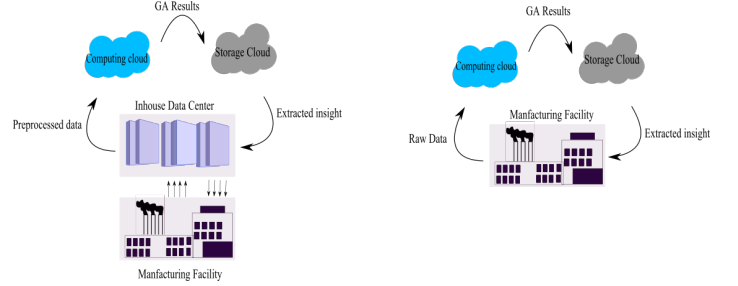 GA Results
Computing cloud
Storage Cloud
Inhouse Data Center
Preprocessed data
Extracted insight
Manfacturing Facility
GA Results
Computing cloud
Storage Cloud
Manfacturing Facility
Raw Data
Extracted insight